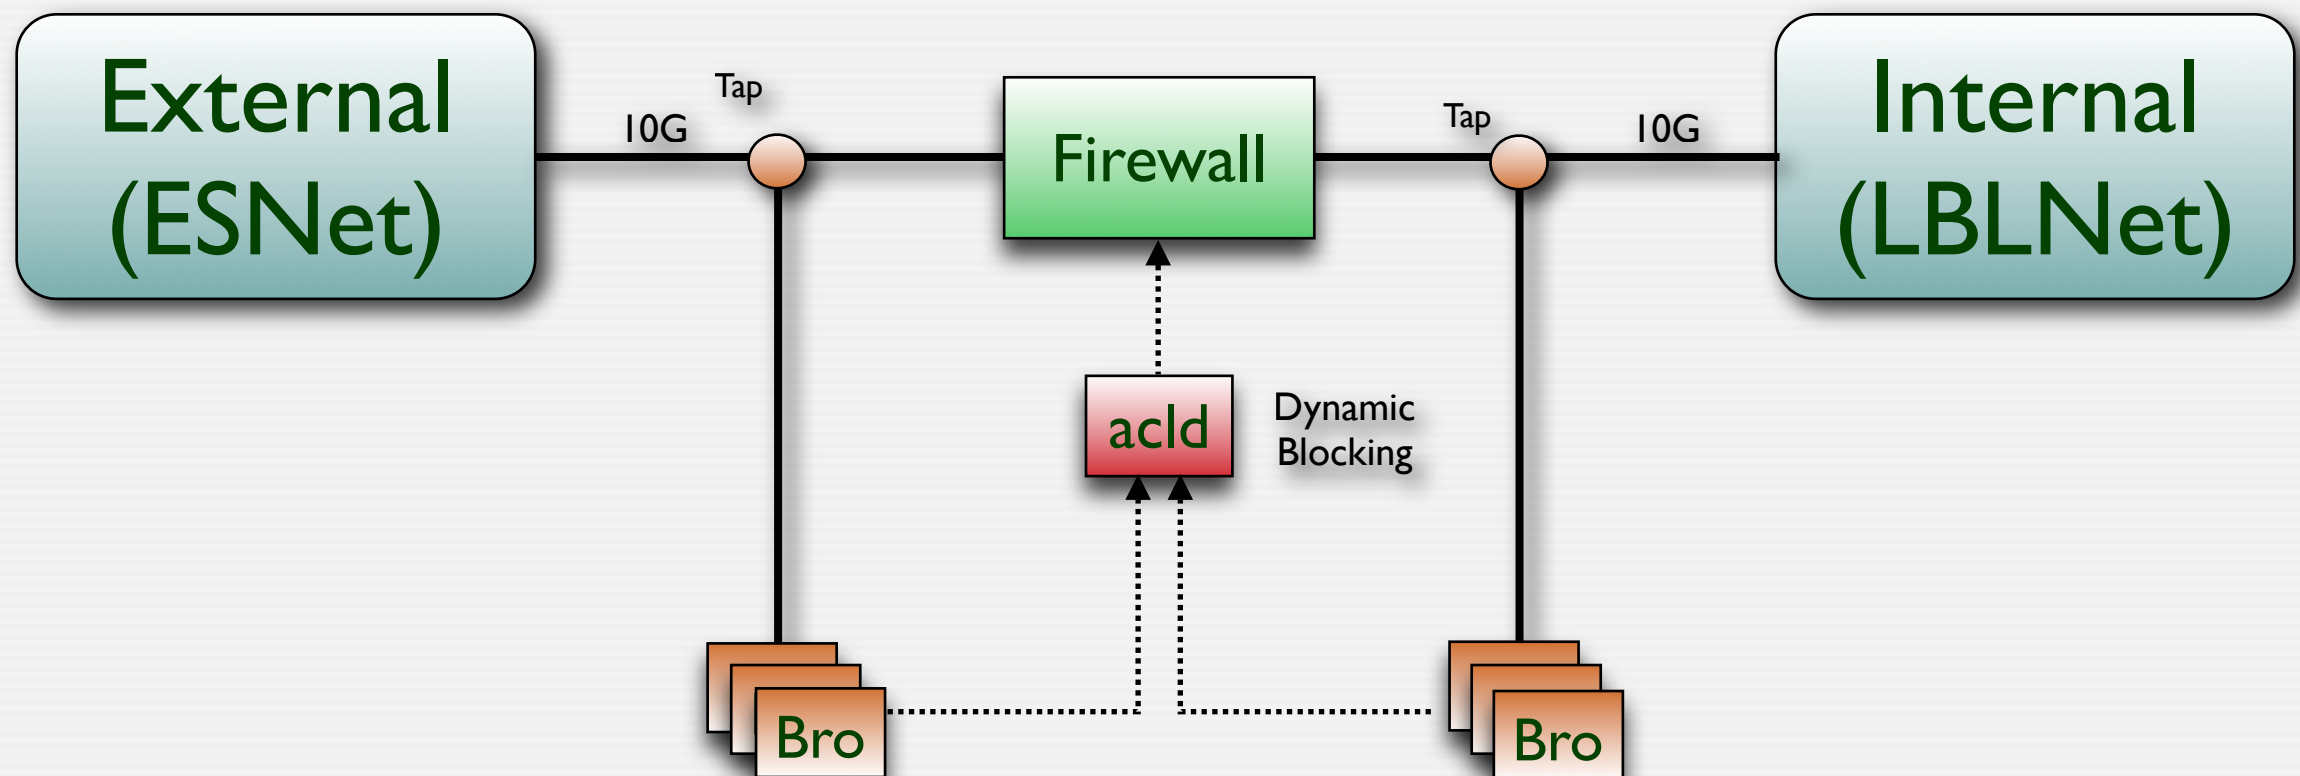 External
(ESNet)
10G
Tap
Firewall
Tap
10G
Internal
(LBLNet)
acld
Dynamic
Blocking
Bro
Bro